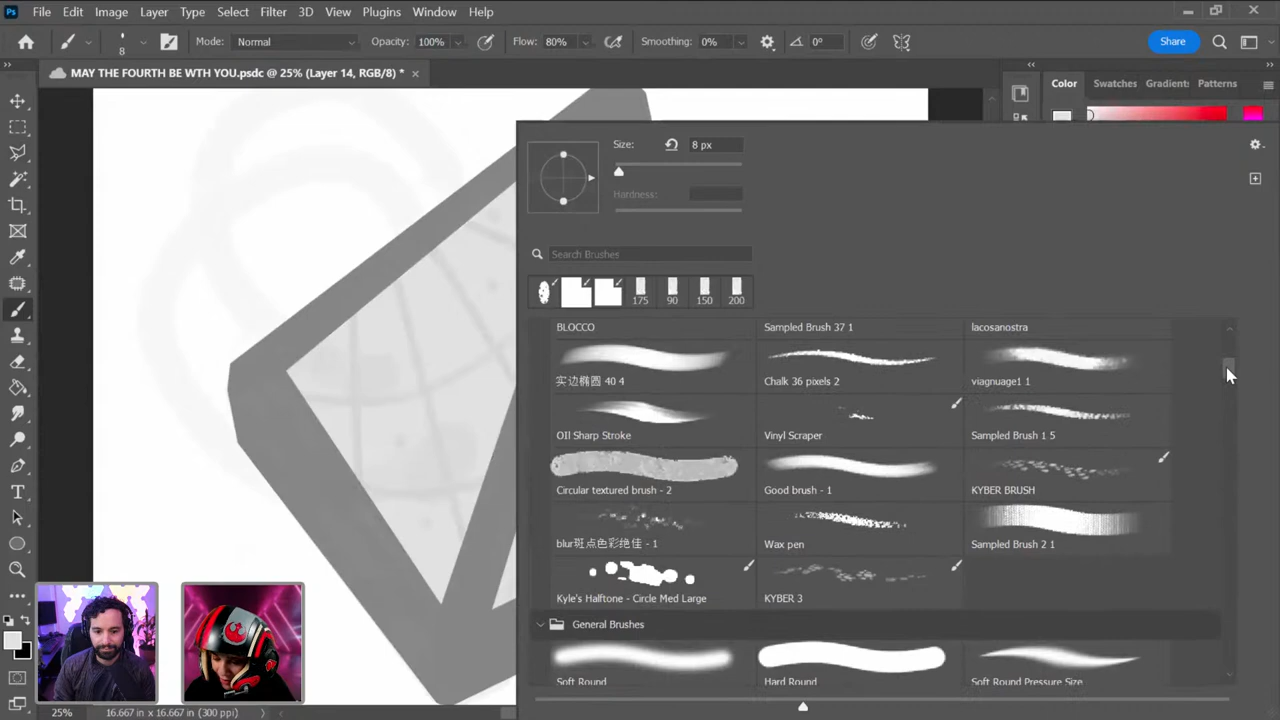 Ps File Edit Image Layer Type Select Filter 3D View Plugins Window Help
8 Mode: Normal Opacity: 100% Flow: 80% Smoothing: 0% 0° Share
MAY THE FOURTH BE WTH YOU.psdc @ 25% (Layer 14, RGB/8) *
Color Swatches Gradient: Patterns
Size: 8 px
Hardness:
Search Brushes
175 90 150 200
BLOCCO Sampled Brush 37 1 lacosanostra
实边椭圆 40 4 Chalk 36 pixels 2 viagnuage1 1
OIl Sharp Stroke Vinyl Scraper Sampled Brush 1 5
Circular textured brush - 2 Good brush - 1 KYBER BRUSH
blur斑点色彩绝佳 - 1 Wax pen Sampled Brush 2 1
Kyle's Halftone - Circle Med Large KYBER 3
General Brushes
Soft Round Hard Round Soft Round Pressure Size
25% 16.667 in x 16.667 in (300 ppi)